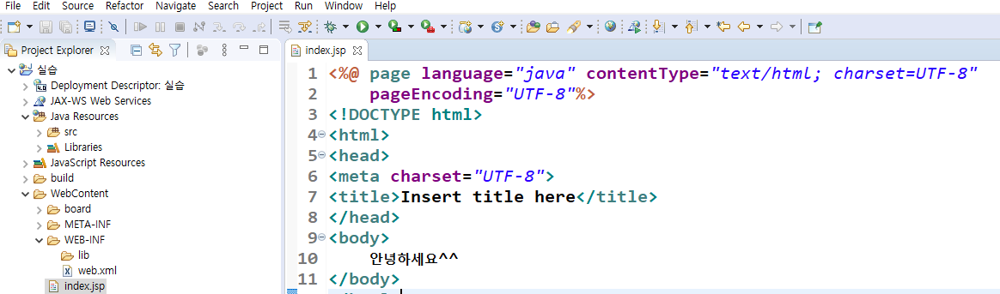 File Edit Source Refactor Navigate Search Project Run Window Help
Project Explorer
실습
Deployment Descriptor: 실습
JAX-WS Web Services
Java Resources
src
Libraries
JavaScript Resources
build
WebContent
board
META-INF
WEB-INF
lib
web.xml
index.jsp
index.jsp
1 <%@ page language="java" contentType="text/html; charset=UTF-8"
2 pageEncoding="UTF-8"%>
3 <!DOCTYPE html>
4 <html>
5 <head>
6 <meta charset="UTF-8">
7 <title>Insert title here</title>
8 </head>
9 <body>
10 안녕하세요^^
11 </body>